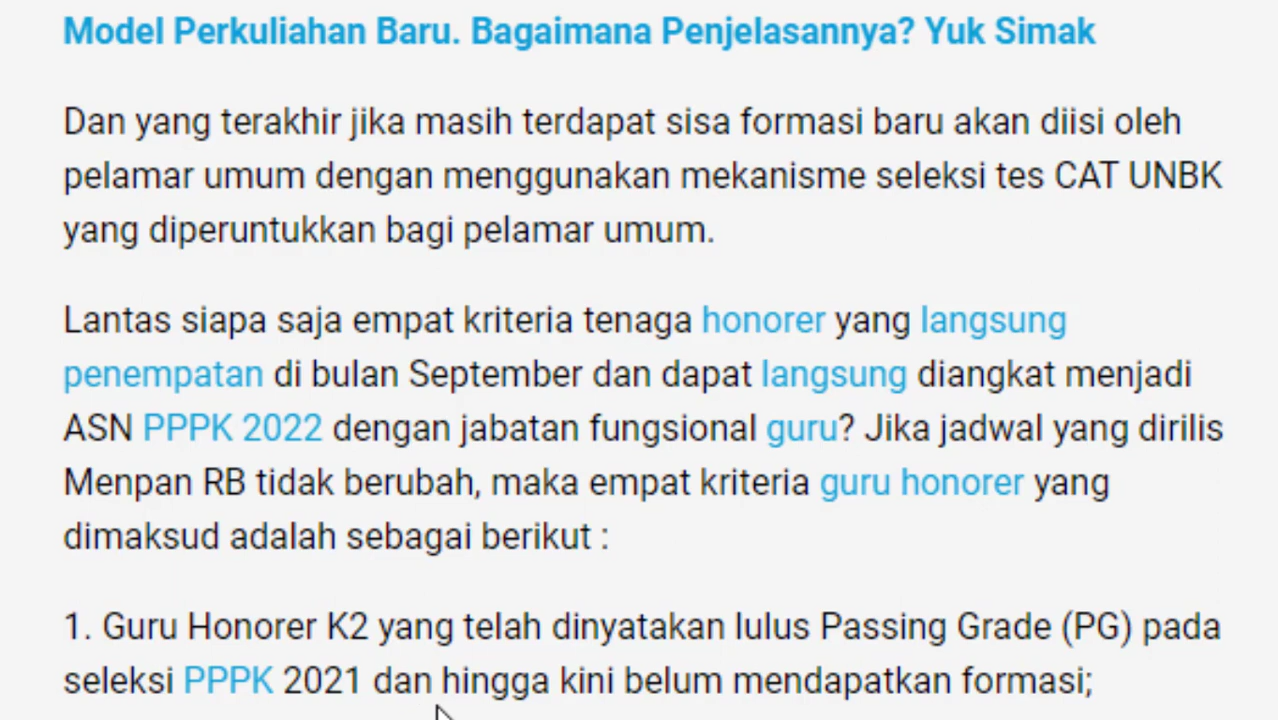 Model Perkuliahan Baru. Bagaimana Penjelasannya? Yuk Simak
Dan yang terakhir jika masih terdapat sisa formasi baru akan diisi oleh
pelamar umum dengan menggunakan mekanisme seleksi tes CAT UNBK
yang diperuntukkan bagi pelamar umum.
Lantas siapa saja empat kriteria tenaga honorer yang langsung
penempatan di bulan September dan dapat langsung diangkat menjadi
ASN PPPK 2022 dengan jabatan fungsional guru? Jika jadwal yang dirilis
Menpan RB tidak berubah, maka empat kriteria guru honorer yang
dimaksud adalah sebagai berikut :
1. Guru Honorer K2 yang telah dinyatakan lulus Passing Grade (PG) pada
seleksi PPPK 2021 dan hingga kini belum mendapatkan formasi;